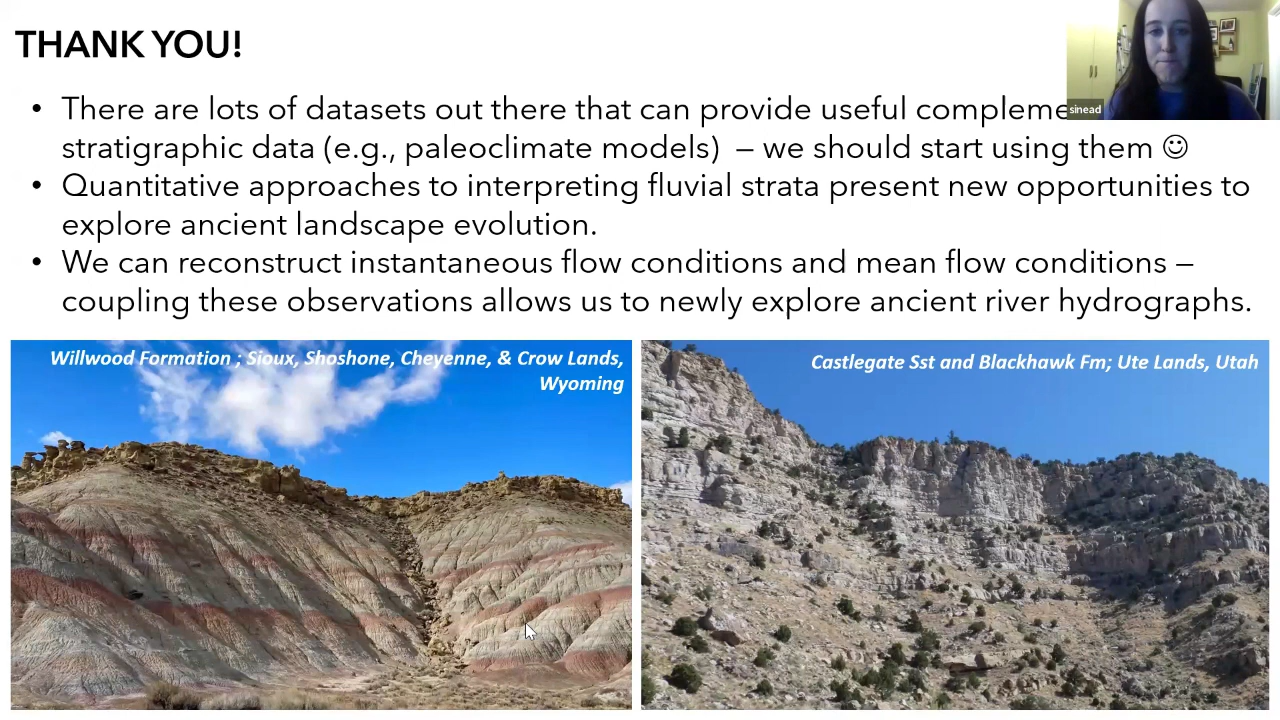 THANK YOU!
• There are lots of datasets out there that can provide useful
stratigraphic data (e.g., paleoclimate models) – we should start using them ☺
• Quantitative approaches to interpreting fluvial strata present new opportunities to
explore ancient landscape evolution.
• We can reconstruct instantaneous flow conditions and mean flow conditions –
coupling these observations allows us to newly explore ancient river hydrographs.
sinead
Willwood Formation ; Sioux, Shoshone, Cheyenne, & Crow Lands,
Wyoming
Castlegate Sst and Blackhawk Fm; Ute Lands, Utah